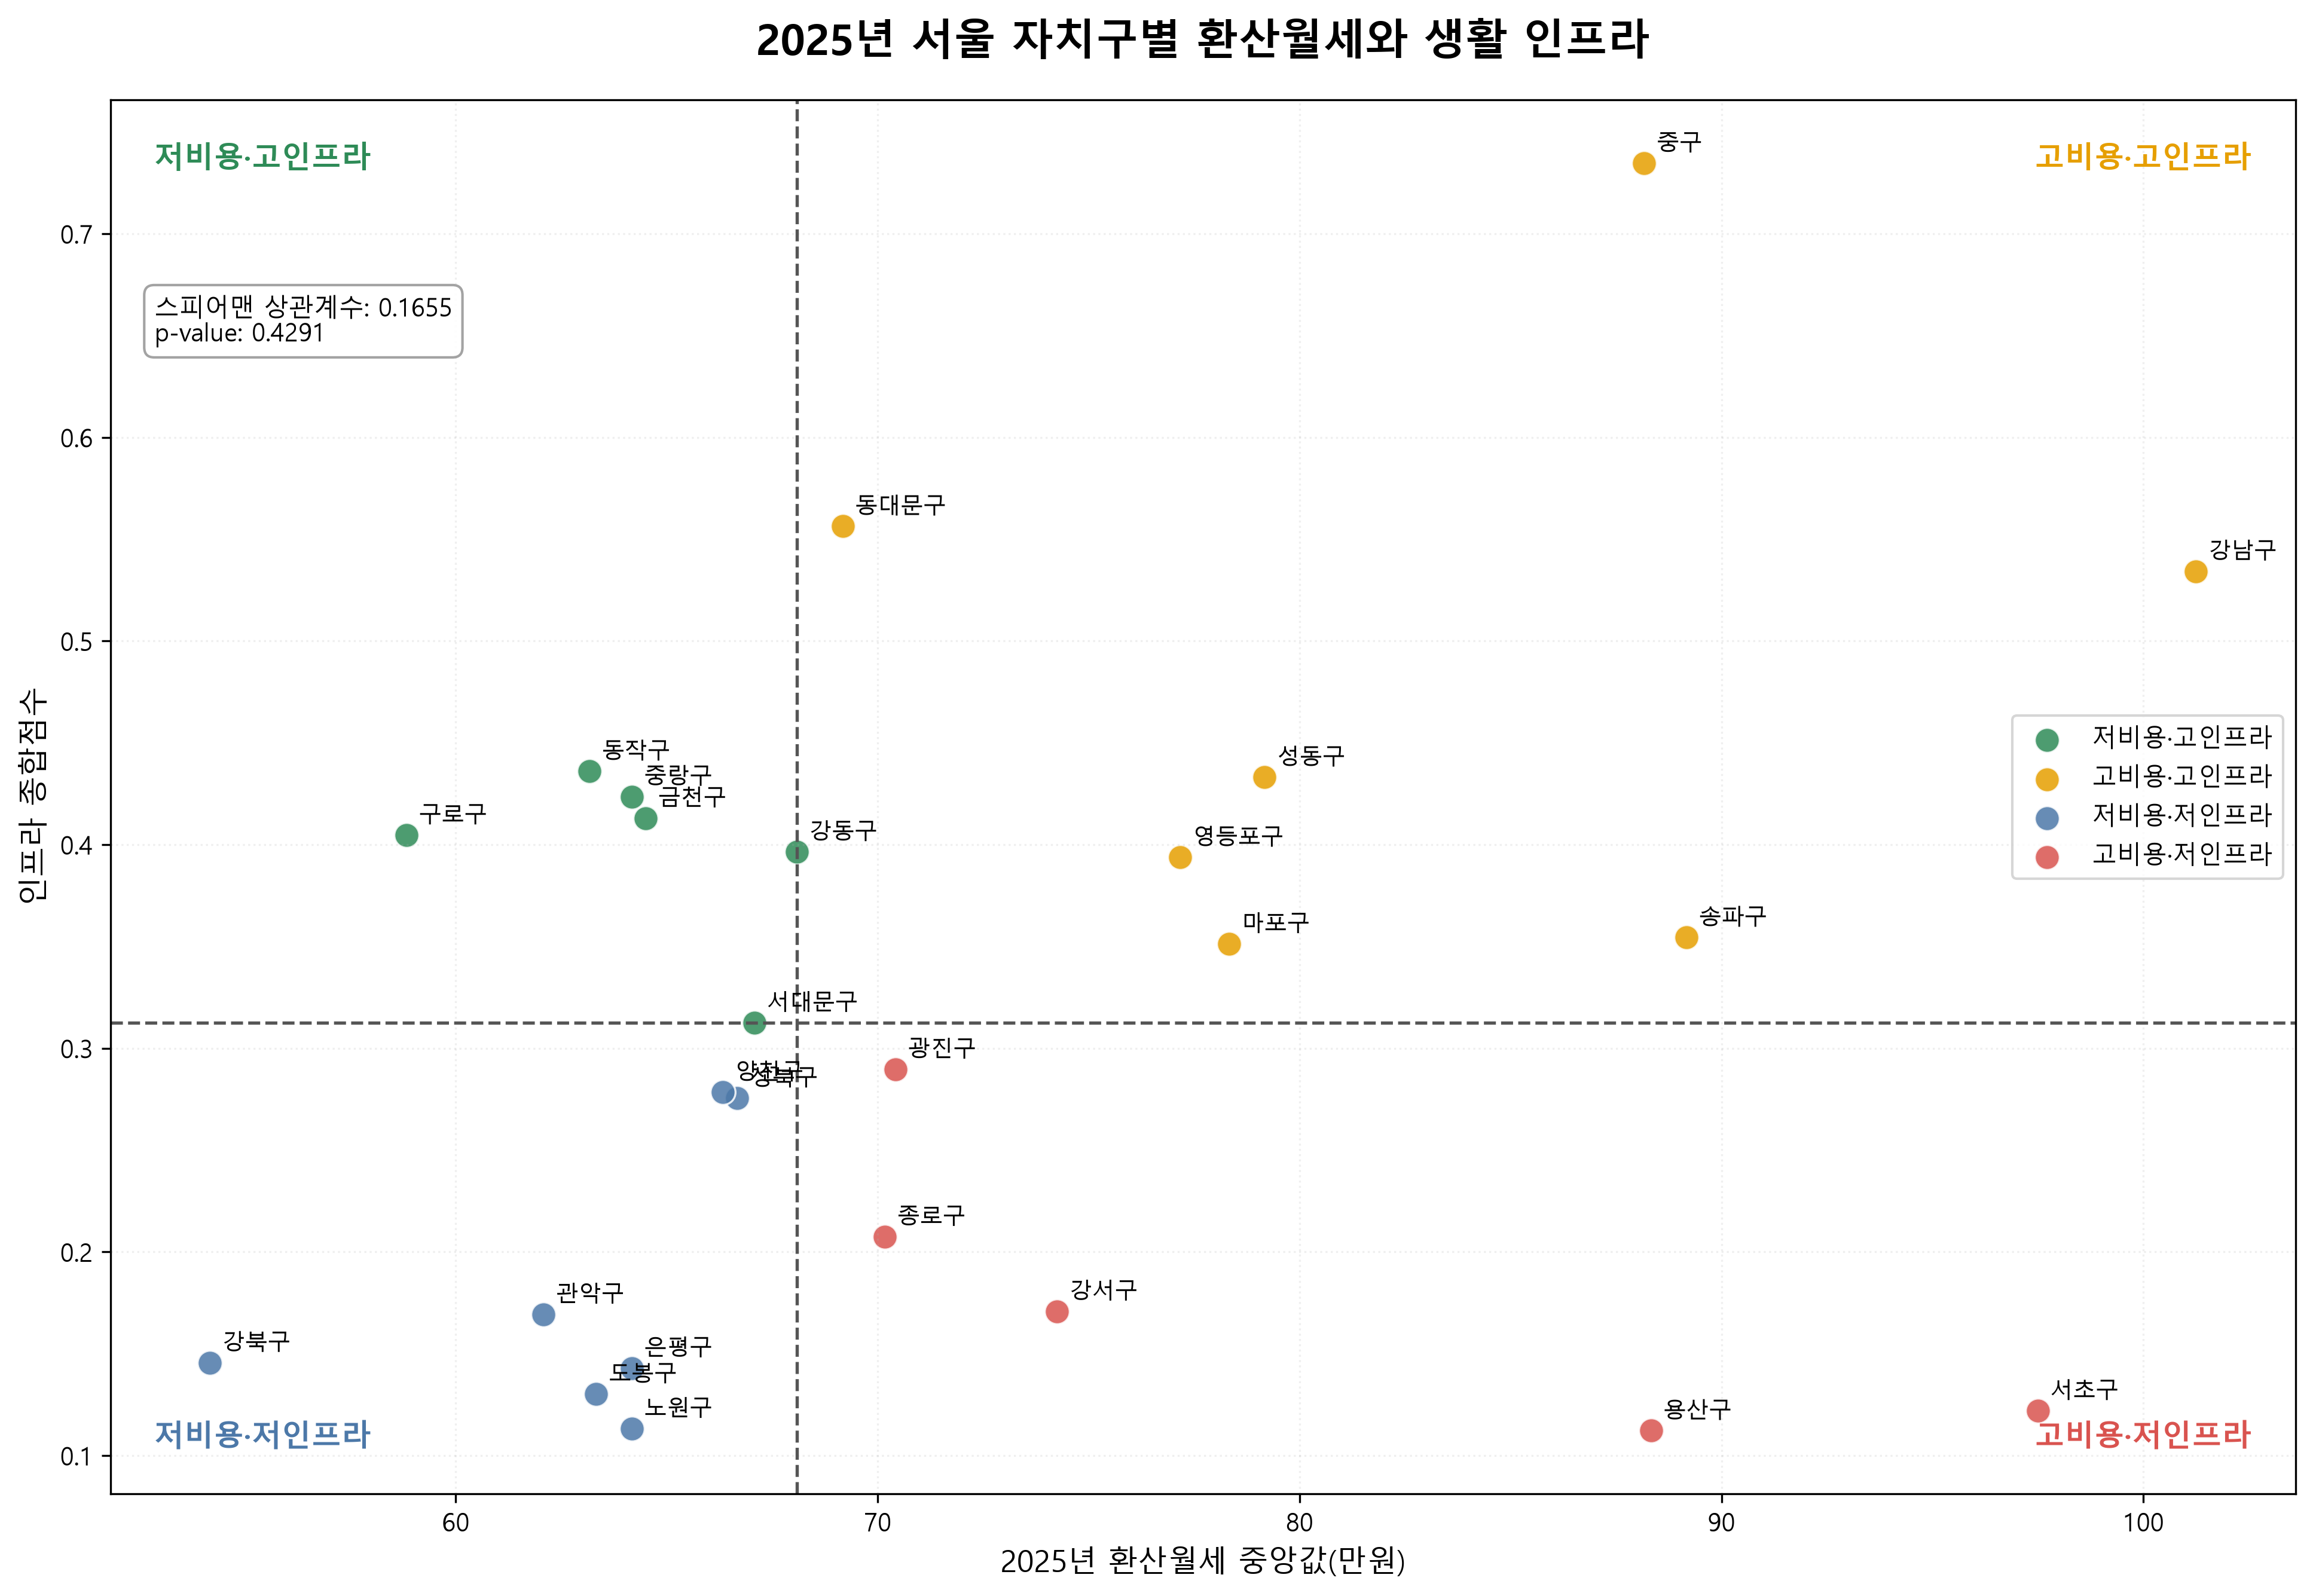 2025년 서울 자치구별 환산월세와 생활 인프라
저비용·고인프라
고비용·고인프라
중구
0.7
스피어맨 상관계수: 0.1655
p-value: 0.4291
0.6
동대문구
강남구
0.5
인프라 종합점수
동작구
중랑구
금천구
구로구
강동구
성동구
영등포구
마포구
송파구
0.4
저비용·고인프라
고비용·고인프라
저비용·저인프라
고비용·저인프라
서대문구
0.3
광진구
양천구
성북구
종로구
0.2
강서구
관악구
강북구
은평구
도봉구
노원구
용산구
서초구
저비용·저인프라
고비용·저인프라
0.1
60
70
80
90
100
2025년 환산월세 중앙값(만원)